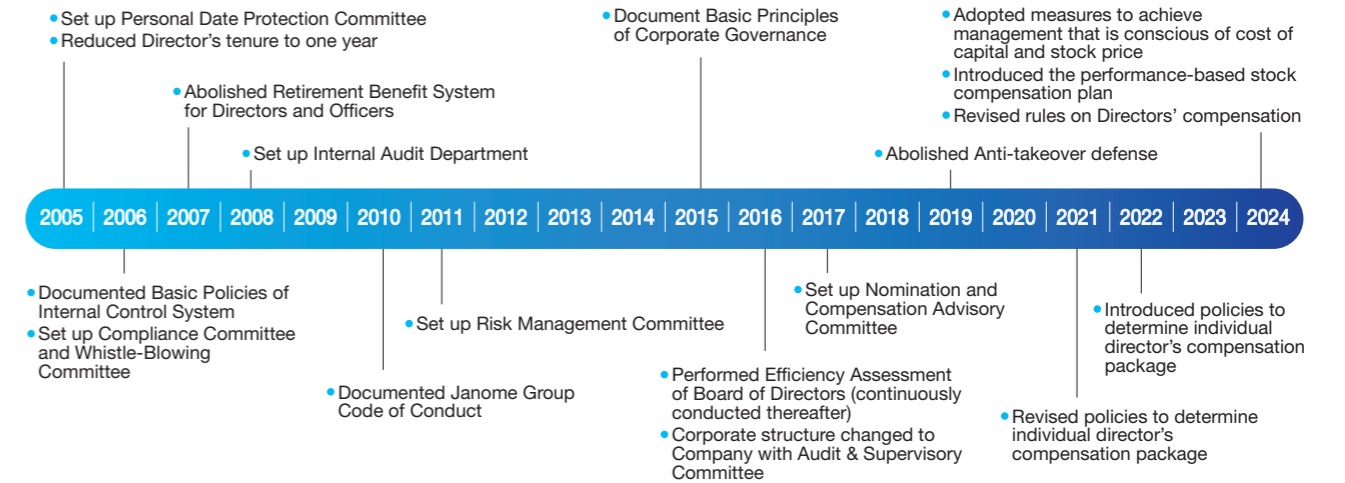 • Set up Personal Date Protection Committee
• Reduced Director's tenure to one year
• Abolished Retirement Benefit System
for Directors and Officers
• Set up Internal Audit Department
• Document Basic Principles
of Corporate Governance
• Adopted measures to achieve
management that is conscious of cost of
capital and stock price
• Introduced the performance-based stock
compensation plan
• Revised rules on Directors' compensation
• Abolished Anti-takeover defense
2005 2006 2007 2008 2009 2010 2011 2012 2013 2014 2015 2016 2017 2018 2019 2020 2021 2022 2023 2024
• Documented Basic Policies of
Internal Control System
• Set up Compliance Committee
and Whistle-Blowing
Committee
• Documented Janome Group
Code of Conduct
• Set up Risk Management Committee
• Performed Efficiency Assessment
of Board of Directors (continuously
conducted thereafter)
• Corporate structure changed to
Company with Audit & Supervisory
Committee
• Set up Nomination and
Compensation Advisory
Committee
• Revised policies to determine
individual director's
compensation package
• Introduced policies to
determine individual
director's compensation
package